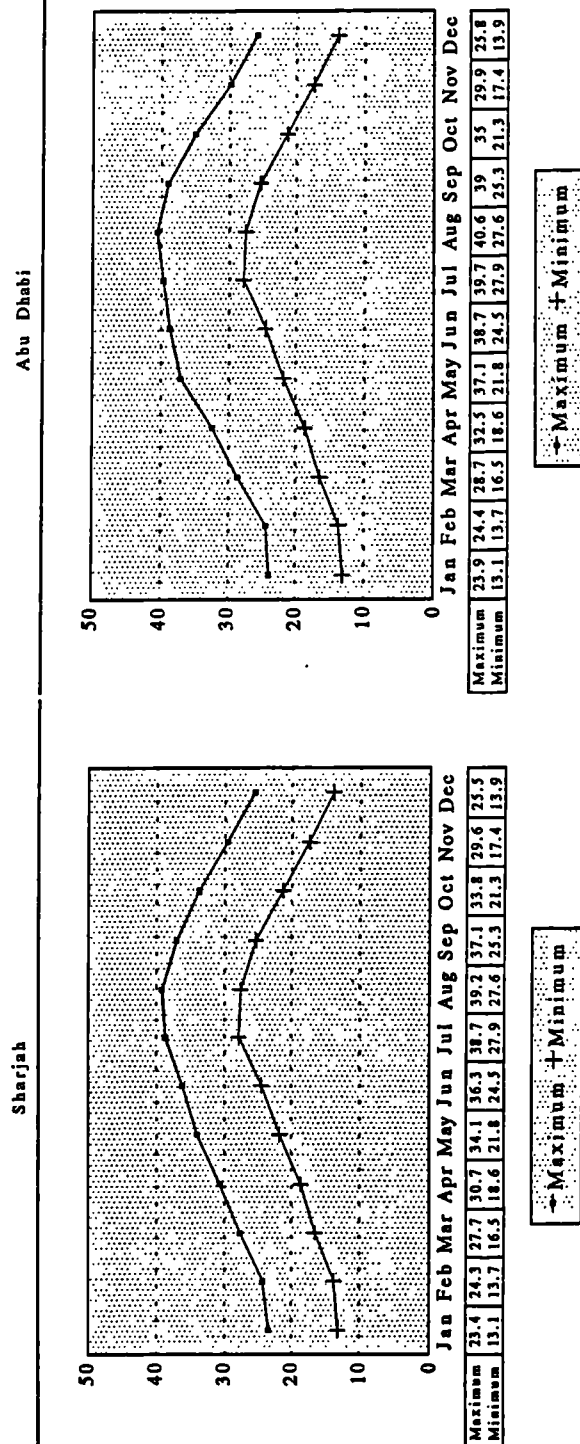 Sharjah
50
40
30
20
10
0
Jan Feb Mar Apr May Jun Jul Aug Sep Oct Nov Dec
Maximum 23.4 24.3 27.7 30.7 34.1 36.3 38.7 39.2 37.1 33.8 29.6 25.5
Minimum 13.1 13.7 16.5 18.6 21.8 24.5 27.9 27.6 25.3 21.3 17.4 13.9
Maximum Minimum
Abu Dhabi
50
40
30
20
10
0
Jan Feb Mar Apr May Jun Jul Aug Sep Oct Nov Dec
Maximum 23.9 24.4 28.7 32.5 37.1 38.7 39.7 40.6 39 35 29.9 25.8
Minimum 13.1 13.7 16.5 18.6 21.8 24.5 27.9 27.6 25.3 21.3 17.4 13.9
Maximum Minimum